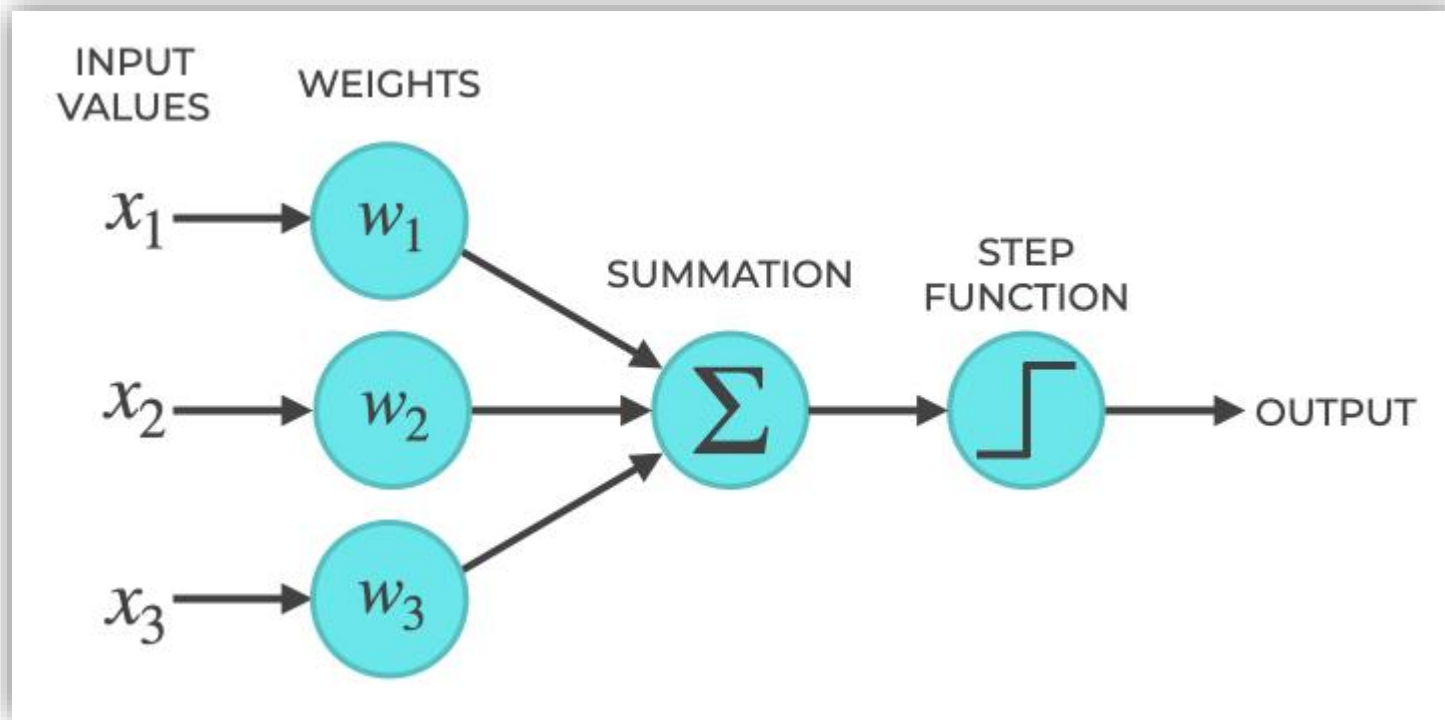 INPUT
VALUES
WEIGHTS
x₁
w₁
SUMMATION
STEP
FUNCTION
x₂
w₂
Σ
OUTPUT
x₃
w₃